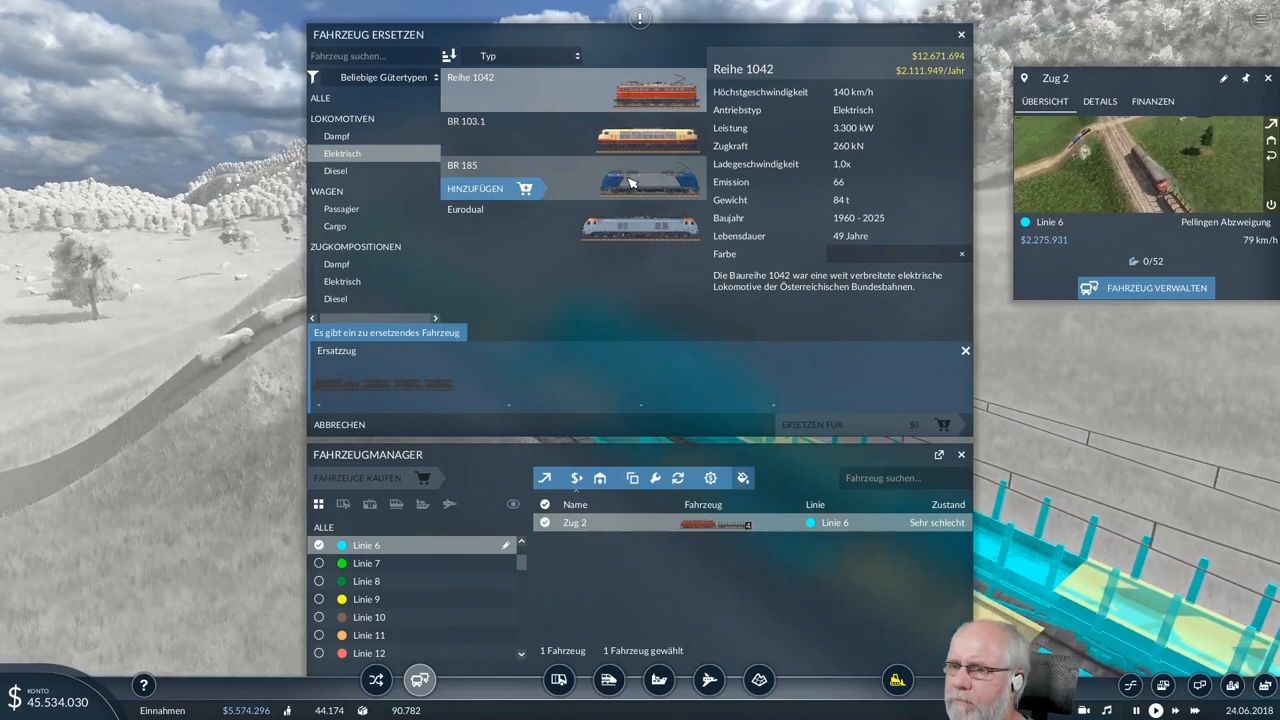 FAHRZEUG ERSETZEN
Fahrzeug suchen...
Typ
Beliebige Gütertypen
ALLE
LOKOMOTIVEN
Dampf
Elektrisch
Diesel
WAGEN
Passagier
Cargo
ZUGKOMPOSITIONEN
Dampf
Elektrisch
Diesel
Reihe 1042
BR 103.1
BR 185
HINZUFÜGEN
Eurodual
$12.671.694
$2.111.949/Jahr
Reihe 1042
Höchstgeschwindigkeit 140 km/h
Antriebstyp Elektrisch
Leistung 3.300 kW
Zugkraft 260 kN
Ladegeschwindigkeit 1,0x
Emission 66
Gewicht 84 t
Baujahr 1960 - 2025
Lebensdauer 49 Jahre
Farbe
Die Baureihe 1042 war eine weit verbreitete elektrische
Lokomotive der Österreichischen Bundesbahnen.
Es gibt ein zu ersetzendes Fahrzeug
Ersatzzug
- - - -
ABBRECHEN
ERSETZEN FÜR $0
Zug 2
ÜBERSICHT DETAILS FINANZEN
Linie 6 Pellingen Abzweigung
$2.275.931 79 km/h
0/52
FAHRZEUG VERWALTEN
FAHRZEUGMANAGER
FAHRZEUGE KAUFEN
Fahrzeug suchen...
ALLE
Linie 6
Linie 7
Linie 8
Linie 9
Linie 10
Linie 11
Linie 12
Name Fahrzeug Linie Zustand
Zug 2 4 Linie 6 Sehr schlecht
1 Fahrzeug 1 Fahrzeug gewählt
KONTO
$ 45.534.030
?
Einnahmen $5.574.296 44.174 90.782
24.06.2018